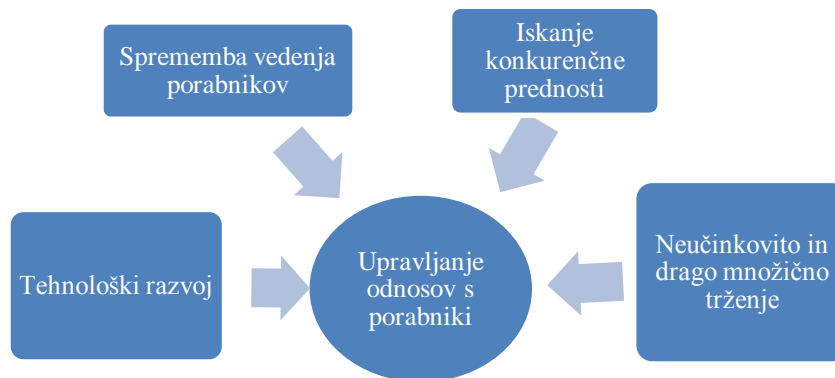 Sprememba vedenja
porabnikov
Iskanje
konkurenčne
prednosti
Tehnološki razvoj
Upravljanje
odnosov s
porabniki
Neučinkovito in
drago množično
trženje